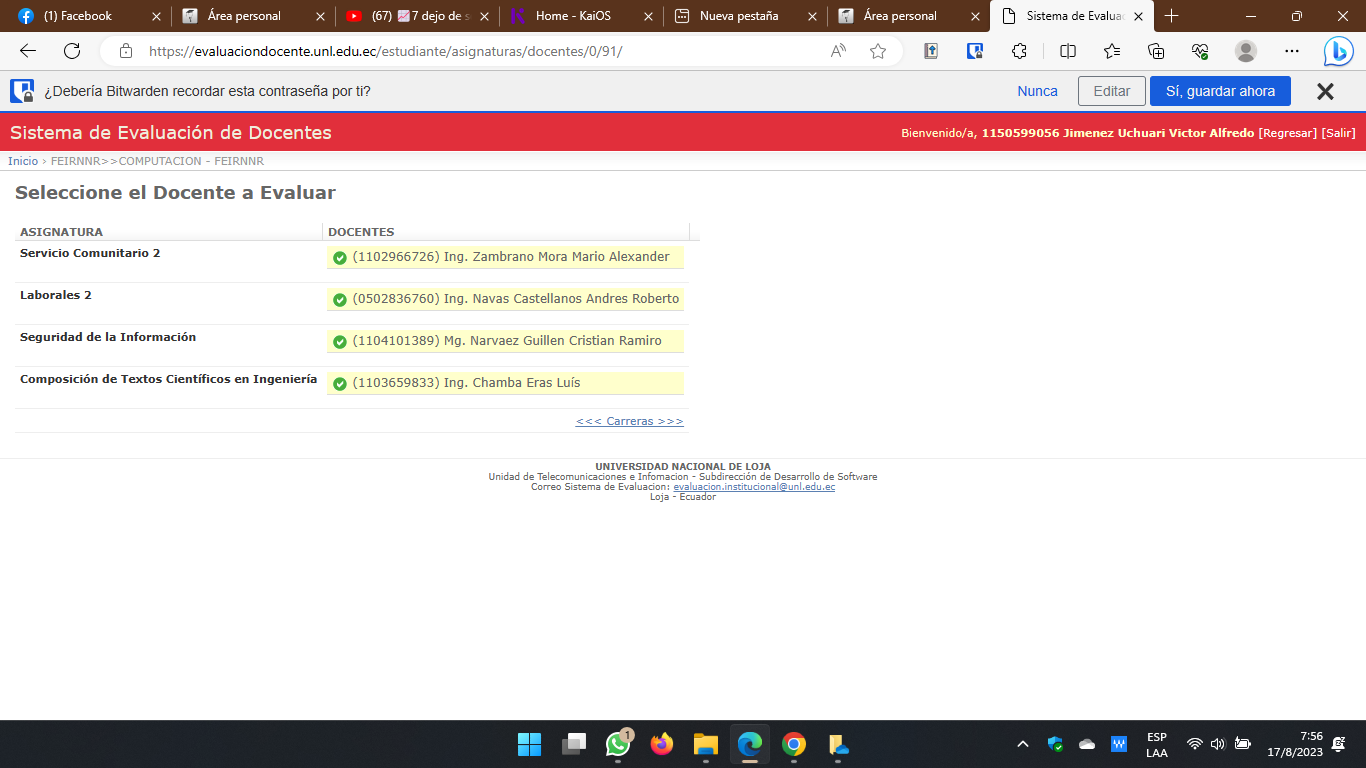 (1) Facebook
Área personal
(67) 📈7 dejo de s
Home - KaiOS
Nueva pestaña
Área personal
Sistema de Evaluac
https://evaluaciondocente.unl.edu.ec/estudiante/asignaturas/docentes/0/91/
¿Debería Bitwarden recordar esta contraseña por ti?
Nunca
Editar
Sí, guardar ahora
Sistema de Evaluación de Docentes
Bienvenido/a, 1150599056 Jimenez Uchuari Victor Alfredo [Regresar] [Salir]
Inicio › FEIRNNR>>COMPUTACION - FEIRNNR
Seleccione el Docente a Evaluar
ASIGNATURA DOCENTES
Servicio Comunitario 2 (1102966726) Ing. Zambrano Mora Mario Alexander
Laborales 2 (0502836760) Ing. Navas Castellanos Andres Roberto
Seguridad de la Información (1104101389) Mg. Narvaez Guillen Cristian Ramiro
Composición de Textos Científicos en Ingeniería (1103659833) Ing. Chamba Eras Luís
<<< Carreras >>>
UNIVERSIDAD NACIONAL DE LOJA
Unidad de Telecomunicaciones e Infomacion - Subdirección de Desarrollo de Software
Correo Sistema de Evaluacion: evaluacion.institucional@unl.edu.ec
Loja - Ecuador
1
ESP
LAA
7:56
17/8/2023